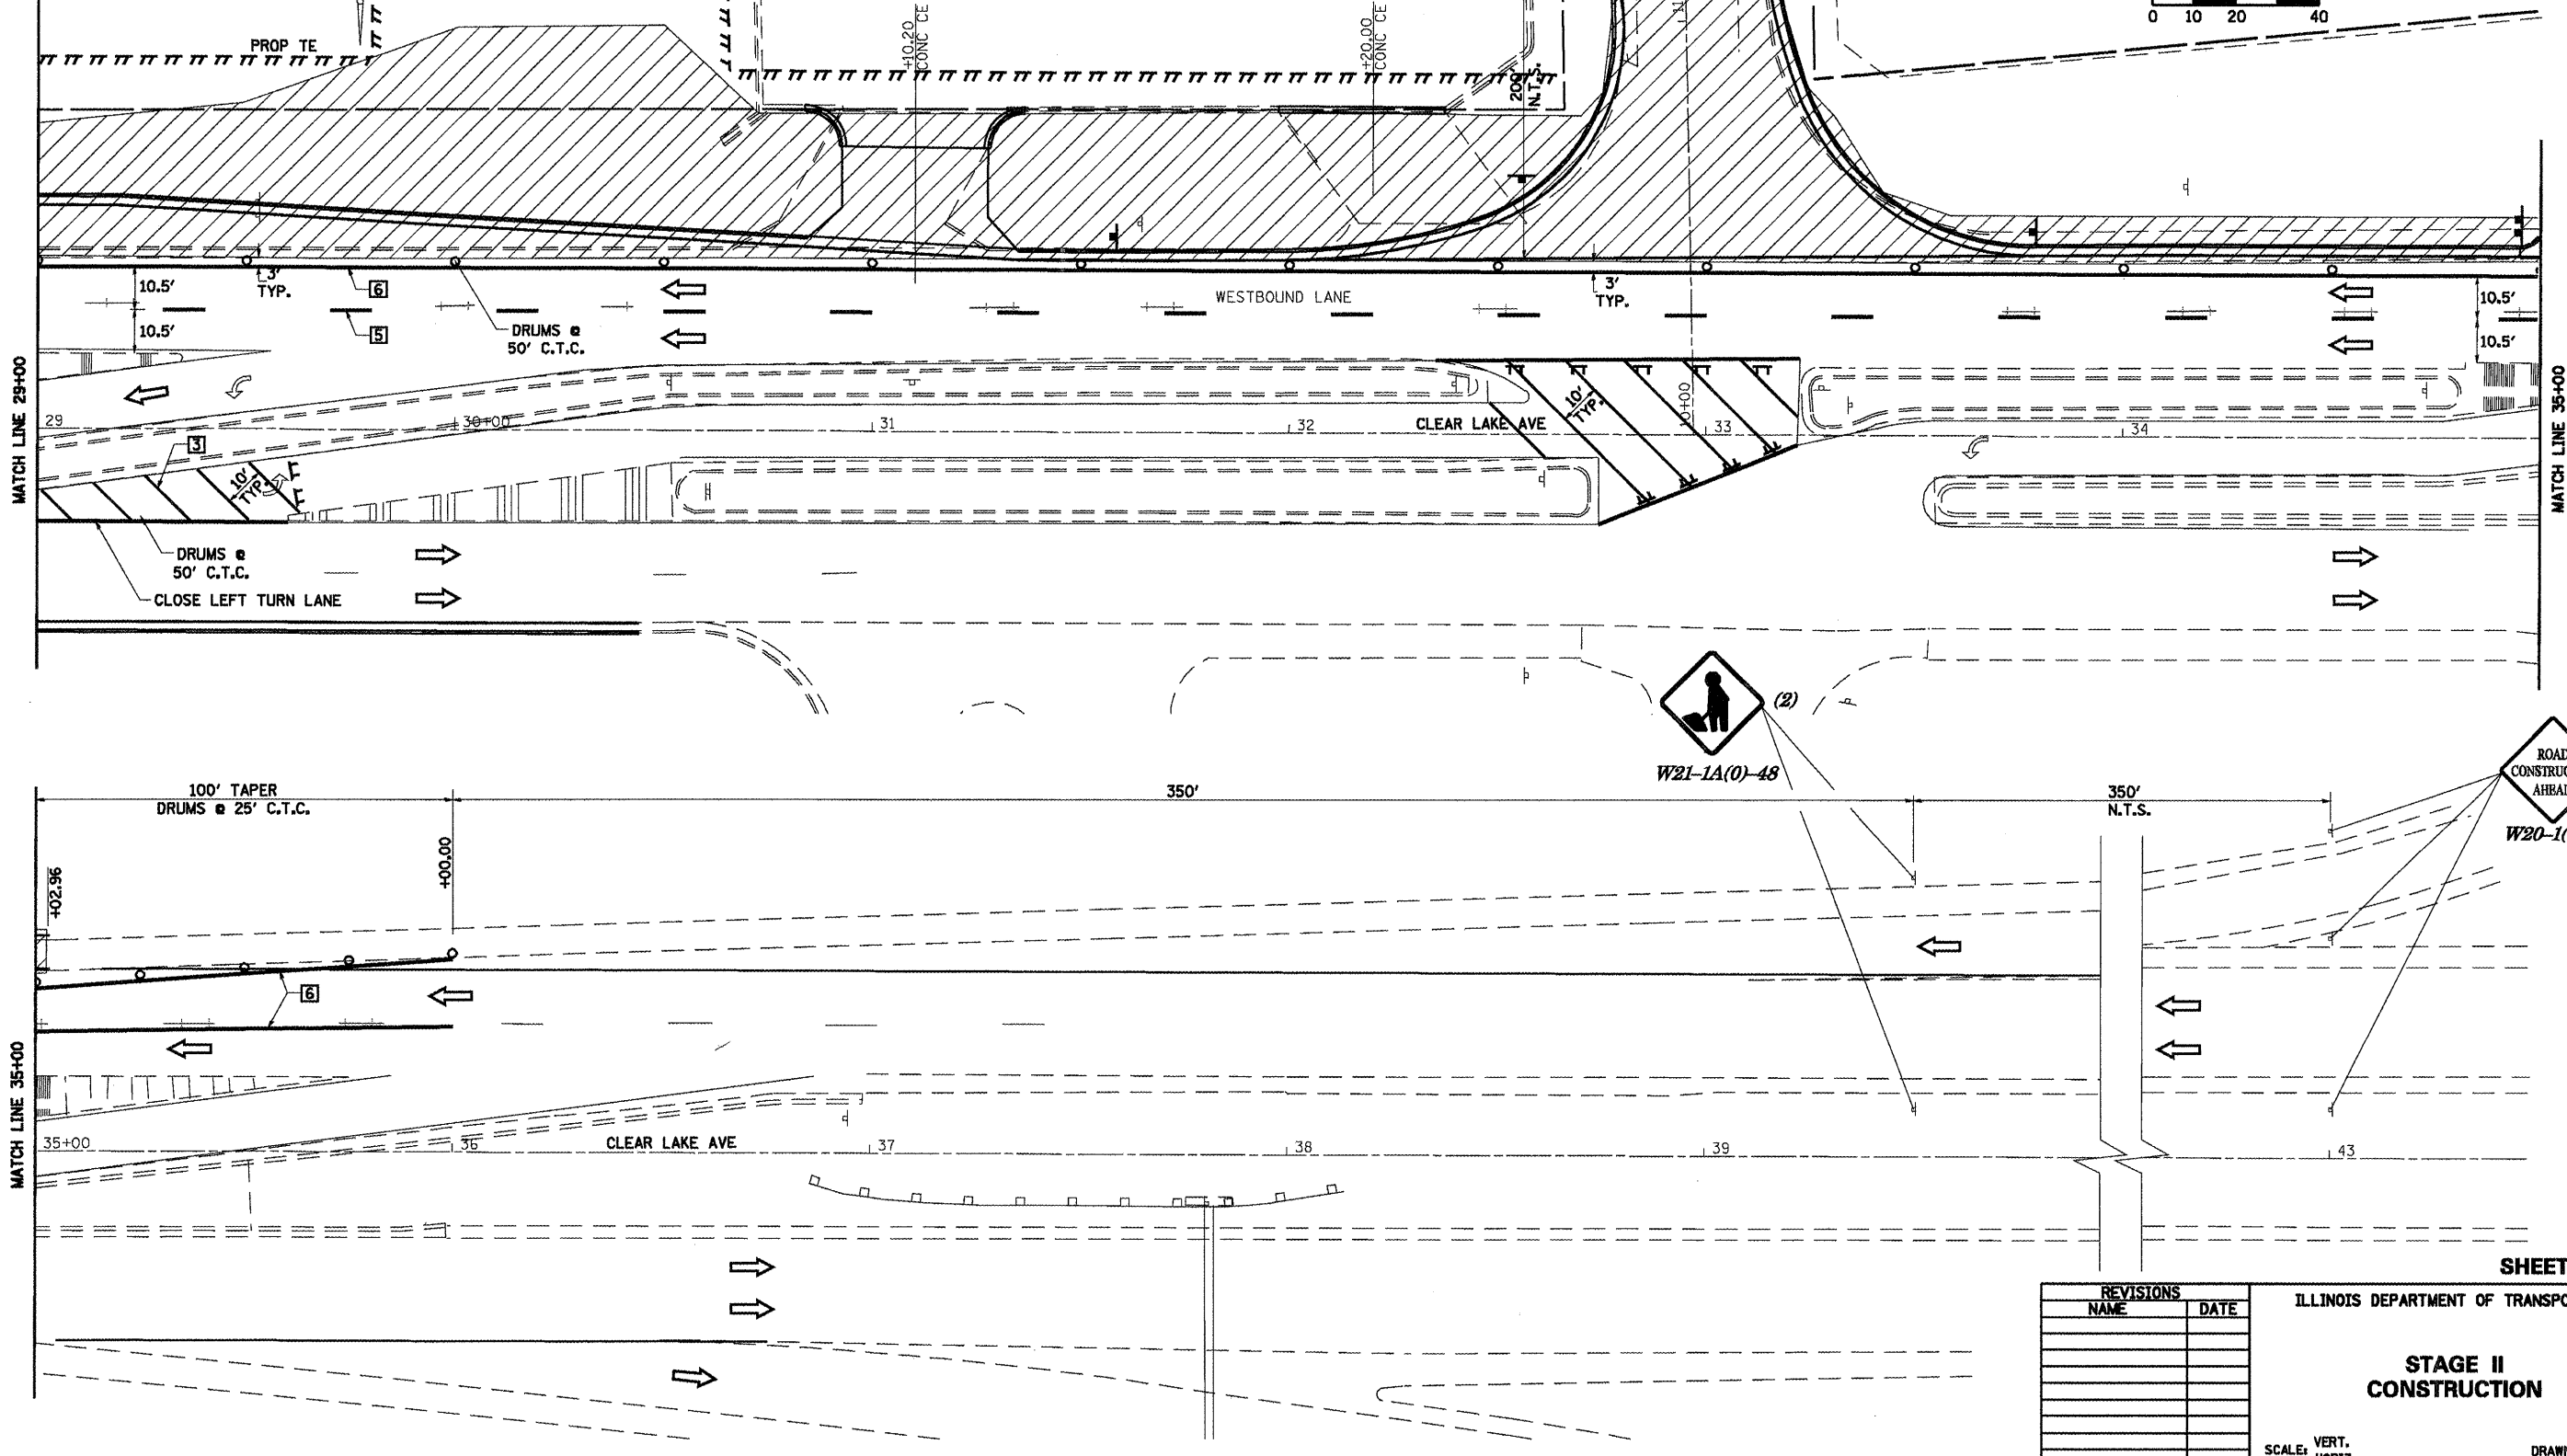 PROP TE
+10.20
CONC CE
+20.00
CONC CE
200'
N.T.S.
0 10 20 40
10.5'
10.5'
3'
TYP.
6
5
DRUMS @
50' C.T.C.
WESTBOUND LANE
3'
TYP.
10.5'
10.5'
MATCH LINE 29+00
MATCH LINE 35+00
29
30+00
31
32
CLEAR LAKE AVE
33
34
10'
TYP.
3
10'
TYP.
DRUMS @
50' C.T.C.
CLOSE LEFT TURN LANE
(2)
W21-1A(0)-48
ROAD
AHEAD
100' TAPER
DRUMS @ 25' C.T.C.
350'
350'
N.T.S.
+02.96
+00.00
6
MATCH LINE 35+00
35+00
36
CLEAR LAKE AVE
37
38
39
43
SHEET
REVISIONS
NAME DATE
ILLINOIS DEPARTMENT OF
STAGE II
CONSTRUCTION
SCALE: VERT.